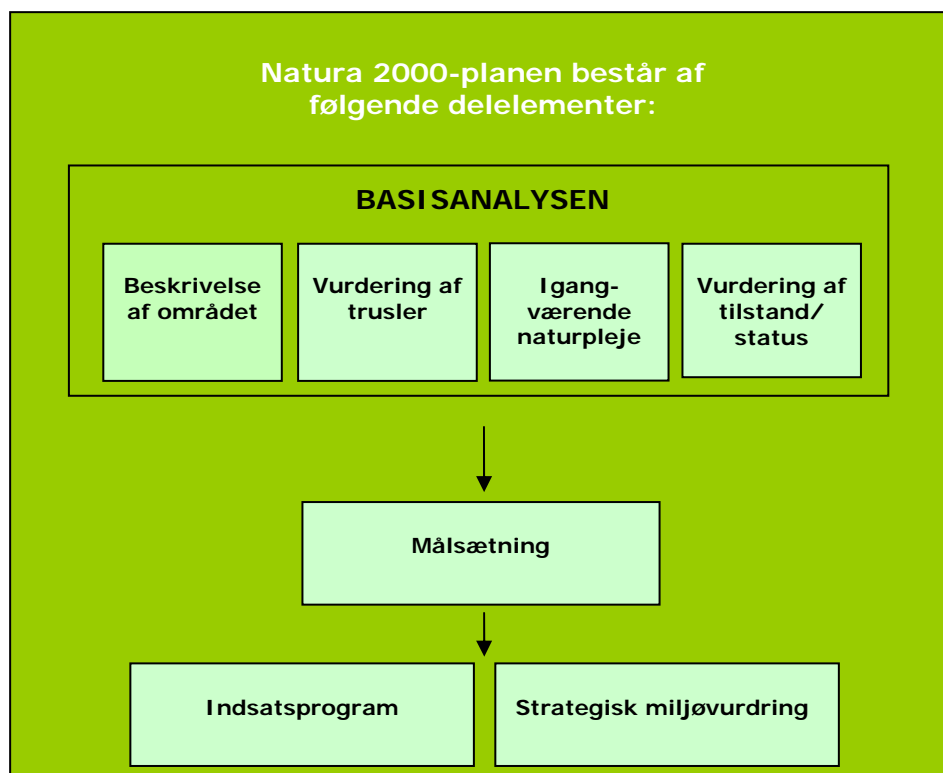 Natura 2000-planen består af
følgende delelementer:
BASISANALYSEN
Beskrivelse
af området
Vurdering af
trusler
Igang-
værende
naturpleje
Vurdering af
tilstand/
status
Målsætning
Indsatsprogram
Strategisk miljøvurdring